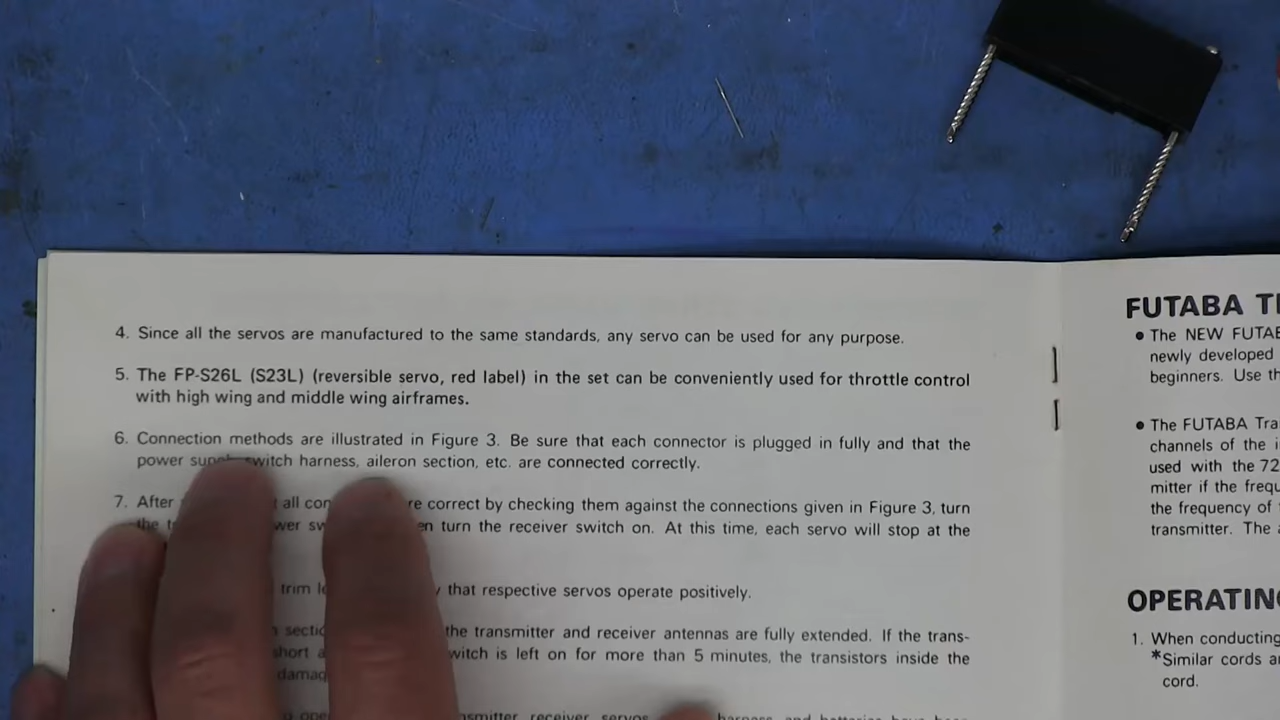 4. Since all the servos are manufactured to the same standards, any servo can be used for any purpose.
5. The FP-S26L (S23L) (reversible servo, red label) in the set can be conveniently used for throttle control
with high wing and middle wing airframes.
6. Connection methods are illustrated in Figure 3. Be sure that each connector is plugged in fully and that the
power supply switch harness, aileron section, etc. are connected correctly.
7. After all con re correct by checking them against the connections given in Figure 3, turn
the t wer sw en turn the receiver switch on. At this time, each servo will stop at the
trim le y that respective servos operate positively.
secti the transmitter and receiver antennas are fully extended. If the trans-
short a witch is left on for more than 5 minutes, the transistors inside the
damag
nsmitter receiver servos harness and batteries have been
FUTABA T
• The NEW FUTAB
newly developed
beginners. Use th
• The FUTABA Tra
channels of the i
used with the 72
mitter if the frequ
the frequency of
transmitter. The
OPERATING
1. When conducting
*Similar cords a
cord.